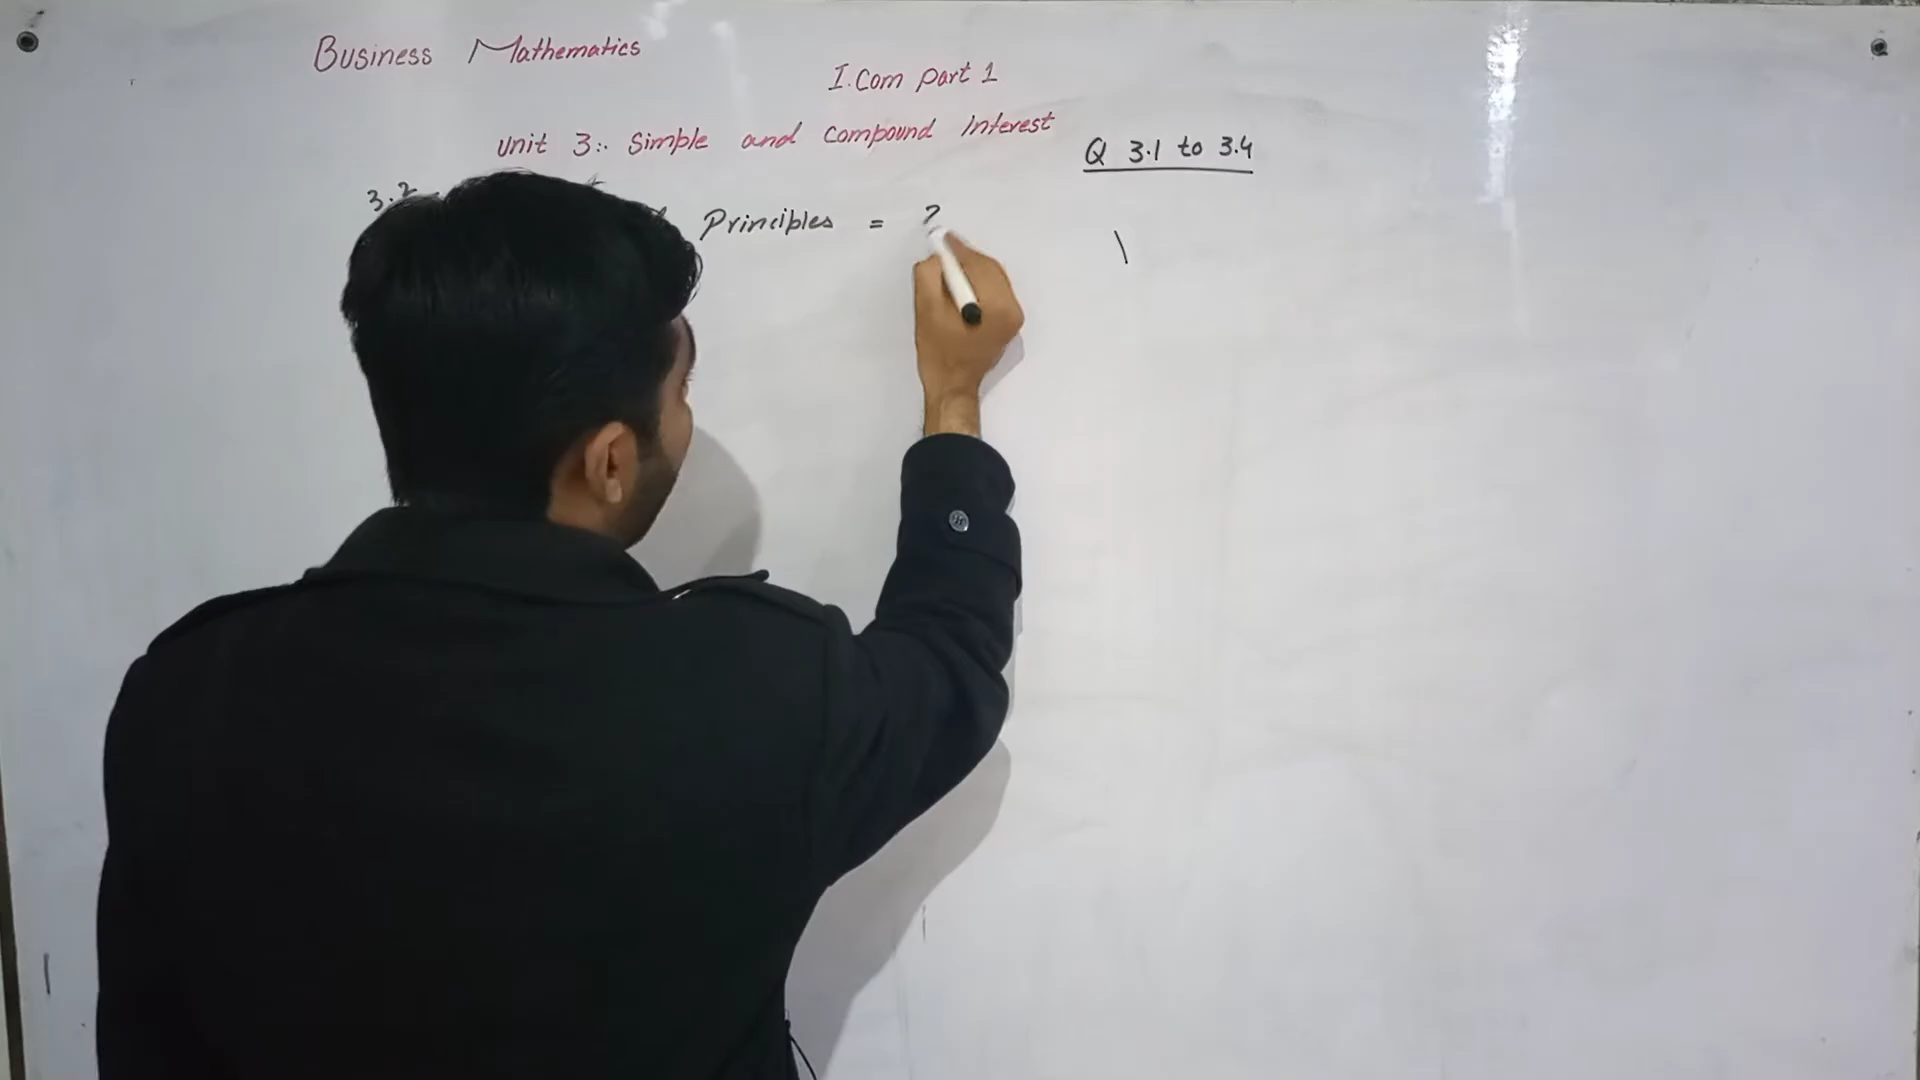 Business Mathematics
I.Com part 1
Unit 3:. Simple and Compound Interest
Q 3.1 to 3.4
3.2
Principles = ?